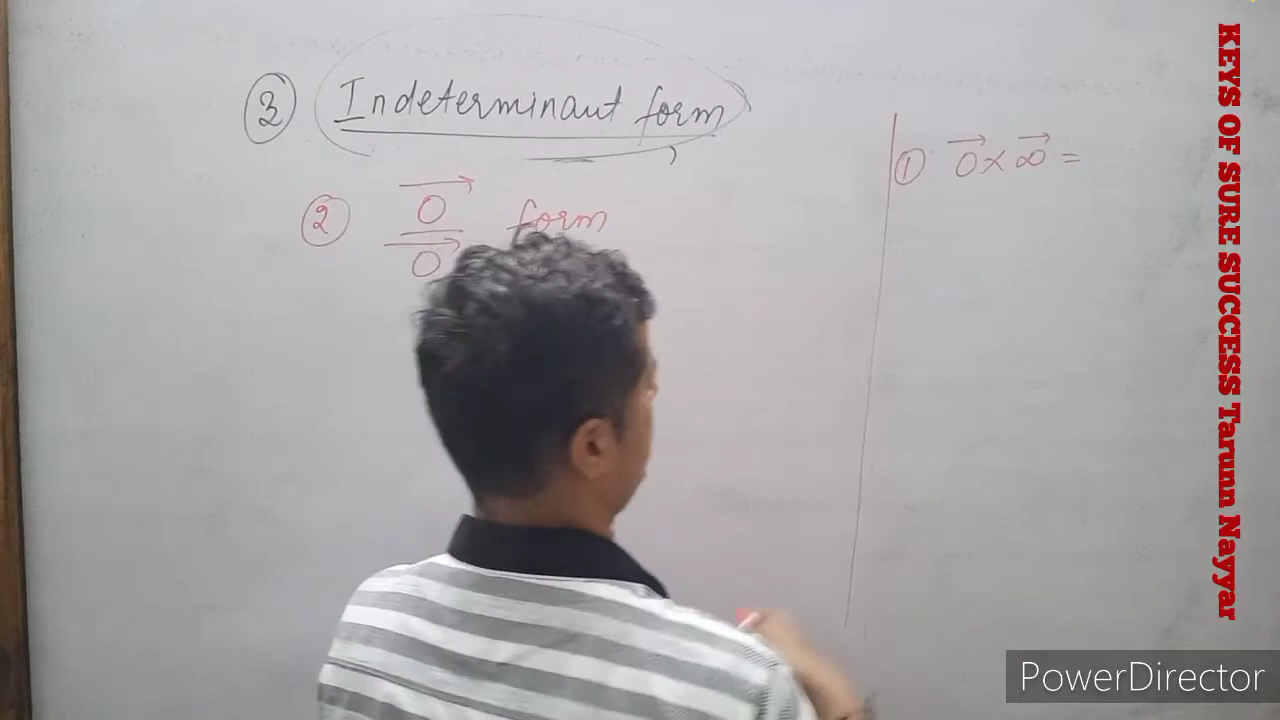 ③ Indeterminant form
② →0/→0 form
① →0 × →∞ =
KEYS OF SURE SUCCESS Tarunn Nayyar
PowerDirector